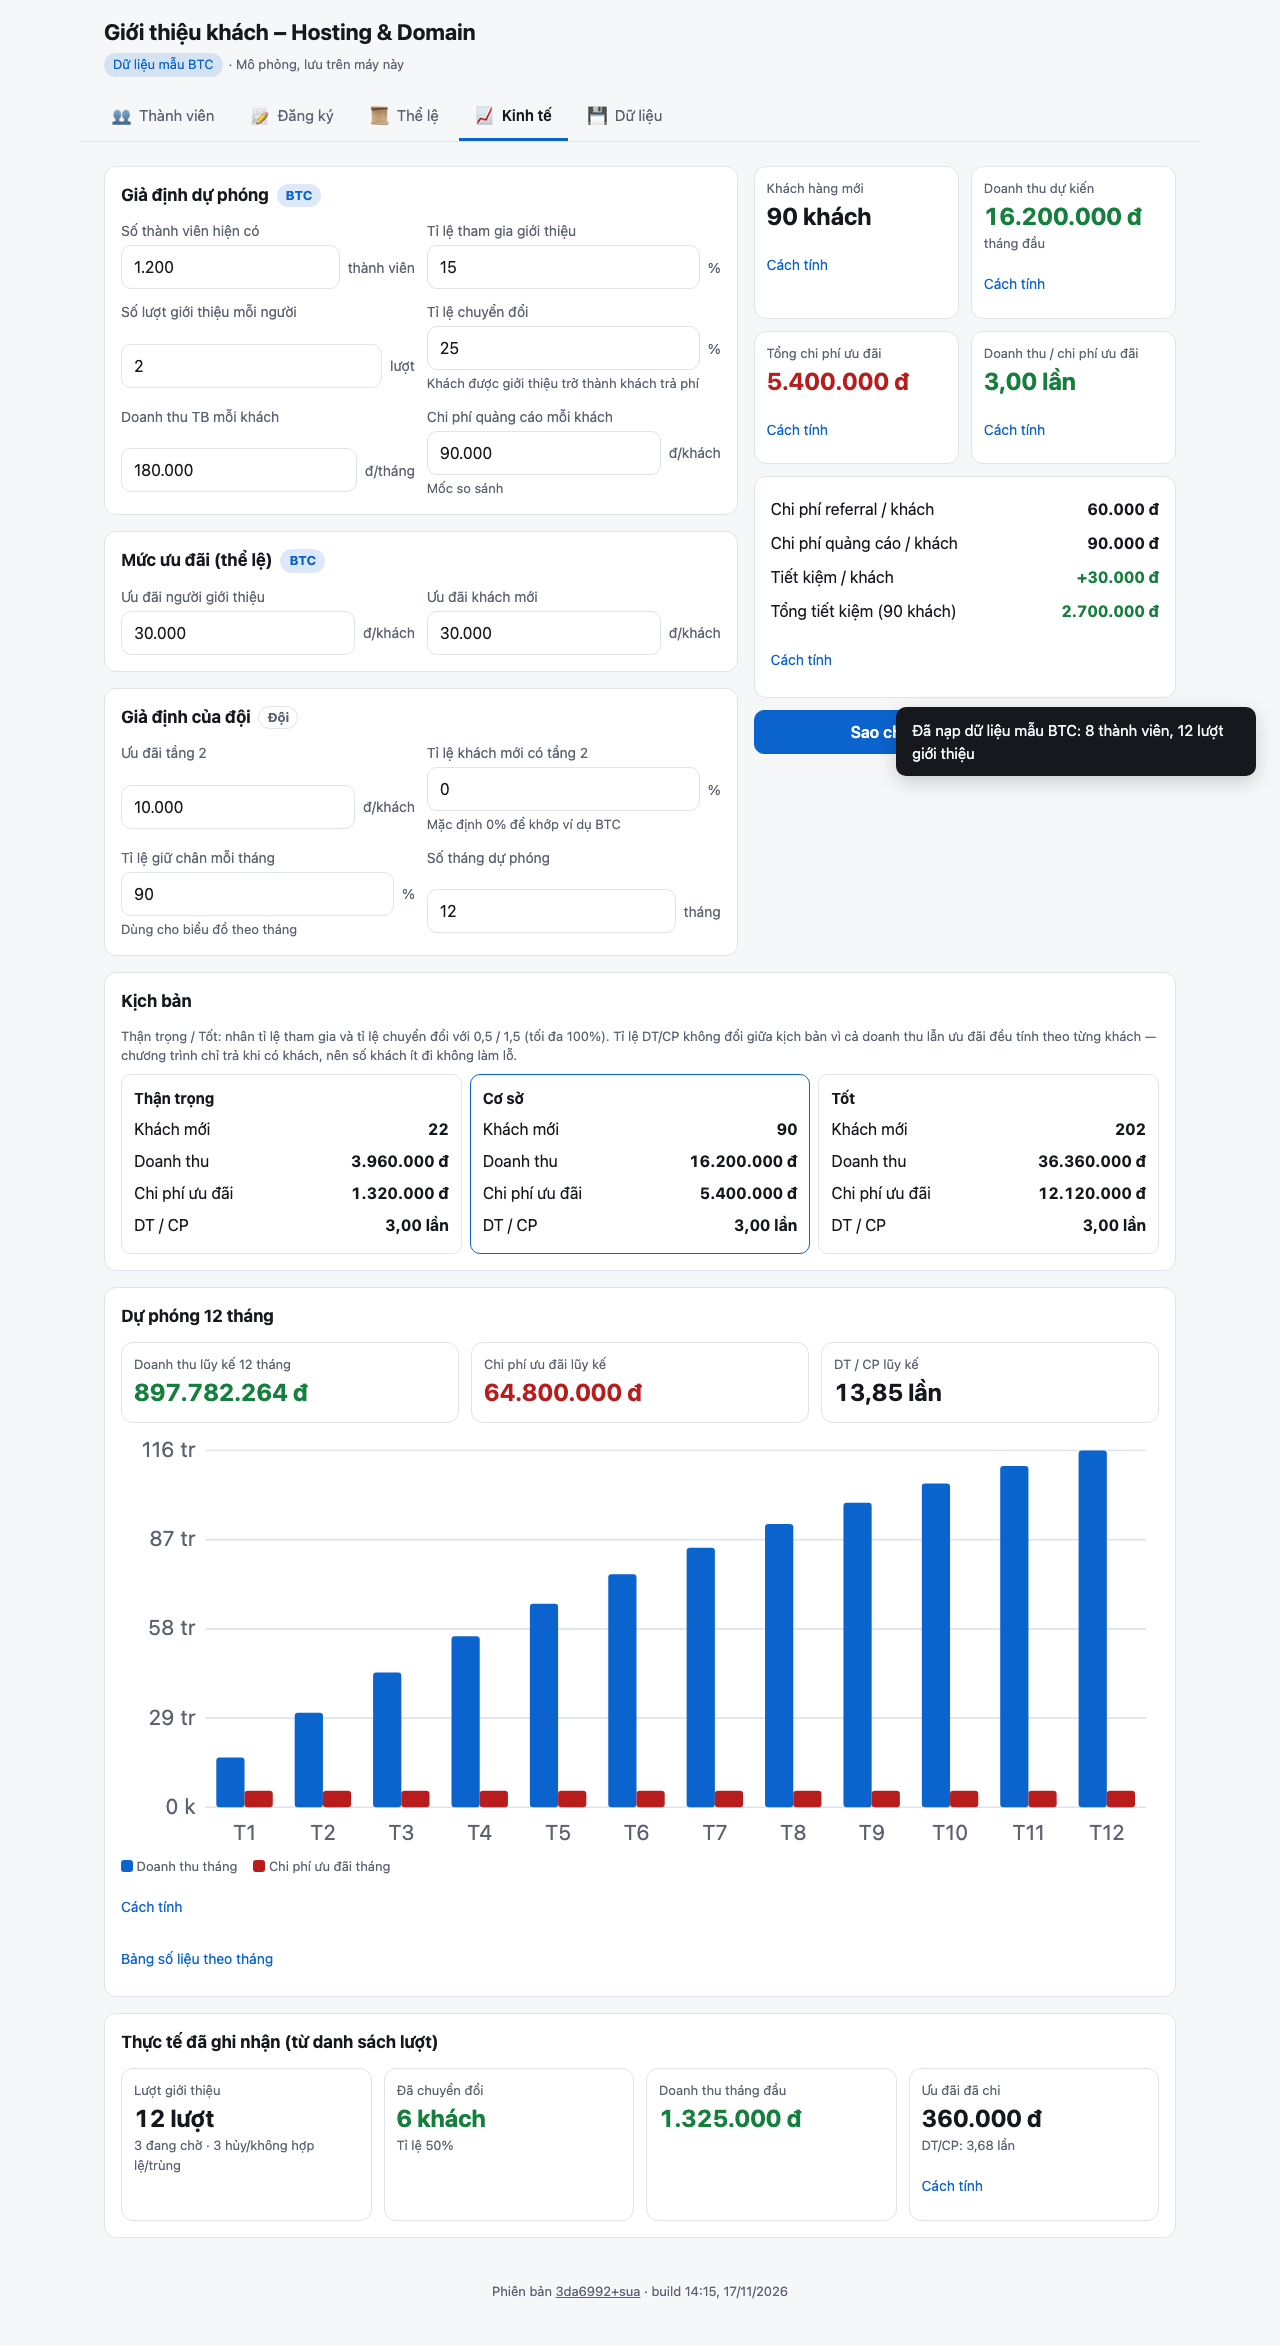 Giới thiệu khách – Hosting & Domain
Dữ liệu mẫu BTC · Mô phỏng, lưu trên máy này
Thành viên
Đăng ký
Thể lệ
Kinh tế
Dữ liệu
Giả định dự phóng BTC
Số thành viên hiện có
1.200 thành viên
Tỉ lệ tham gia giới thiệu
15 %
Số lượt giới thiệu mỗi người
2 lượt
Tỉ lệ chuyển đổi
25 %
Khách được giới thiệu trở thành khách trả phí
Doanh thu TB mỗi khách
180.000 đ/tháng
Chi phí quảng cáo mỗi khách
90.000 đ/khách
Mốc so sánh
Mức ưu đãi (thể lệ) BTC
Ưu đãi người giới thiệu
30.000 đ/khách
Ưu đãi khách mới
30.000 đ/khách
Giả định của đội Đội
Ưu đãi tầng 2
10.000 đ/khách
Tỉ lệ khách mới có tầng 2
0 %
Mặc định 0% để khớp ví dụ BTC
Tỉ lệ giữ chân mỗi tháng
90 %
Dùng cho biểu đồ theo tháng
Số tháng dự phóng
12 tháng
Khách hàng mới
90 khách
Cách tính
Doanh thu dự kiến
16.200.000 đ
tháng đầu
Cách tính
Tổng chi phí ưu đãi
5.400.000 đ
Cách tính
Doanh thu / chi phí ưu đãi
3,00 lần
Cách tính
Chi phí referral / khách 60.000 đ
Chi phí quảng cáo / khách 90.000 đ
Tiết kiệm / khách +30.000 đ
Tổng tiết kiệm (90 khách) 2.700.000 đ
Cách tính
Sao
Đã nạp dữ liệu mẫu BTC: 8 thành viên, 12 lượt
giới thiệu
Kịch bản
Thận trọng / Tốt: nhân tỉ lệ tham gia và tỉ lệ chuyển đổi với 0,5 / 1,5 (tối đa 100%). Tỉ lệ DT/CP không đổi giữa kịch bản vì cả doanh thu lẫn ưu đãi đều tính theo từng khách —
chương trình chỉ trả khi có khách, nên số khách ít đi không làm lỗ.
Thận trọng
Khách mới 22
Doanh thu 3.960.000 đ
Chi phí ưu đãi 1.320.000 đ
DT / CP 3,00 lần
Cơ sở
Khách mới 90
Doanh thu 16.200.000 đ
Chi phí ưu đãi 5.400.000 đ
DT / CP 3,00 lần
Tốt
Khách mới 202
Doanh thu 36.360.000 đ
Chi phí ưu đãi 12.120.000 đ
DT / CP 3,00 lần
Dự phóng 12 tháng
Doanh thu lũy kế 12 tháng
897.782.264 đ
Chi phí ưu đãi lũy kế
64.800.000 đ
DT / CP lũy kế
13,85 lần
116 tr
87 tr
58 tr
29 tr
0 k
T1 T2 T3 T4 T5 T6 T7 T8 T9 T10 T11 T12
Doanh thu tháng Chi phí ưu đãi tháng
Cách tính
Bảng số liệu theo tháng
Thực tế đã ghi nhận (từ danh sách lượt)
Lượt giới thiệu
12 lượt
3 đang chờ · 3 hủy/không hợp
lệ/trùng
Đã chuyển đổi
6 khách
Tỉ lệ 50%
Doanh thu tháng đầu
1.325.000 đ
Ưu đãi đã chi
360.000 đ
DT/CP: 3,68 lần
Cách tính
Phiên bản 3da6992+sua · build 14:15, 17/11/2026